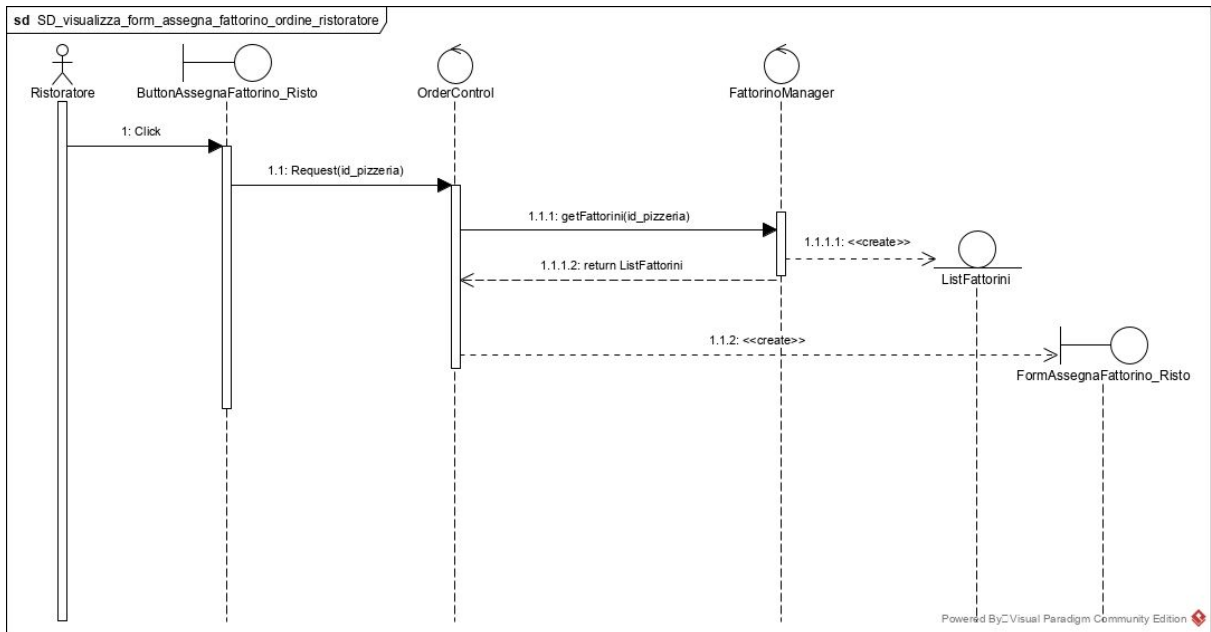 sd SD_visualizza_form_assegna_fattorino_ordine_ristoratore
Ristoratore
ButtonAssegnaFattorino_Risto
OrderControl
FattorinoManager
1: Click
1.1: Request(id_pizzeria)
1.1.1: getFattorini(id_pizzeria)
1.1.1.1: <<create>>
1.1.1.2: return ListFattorini
ListFattorini
1.1.2: <<create>>
FormAssegnaFattorino_Risto
Powered By Visual Paradigm Community Edition